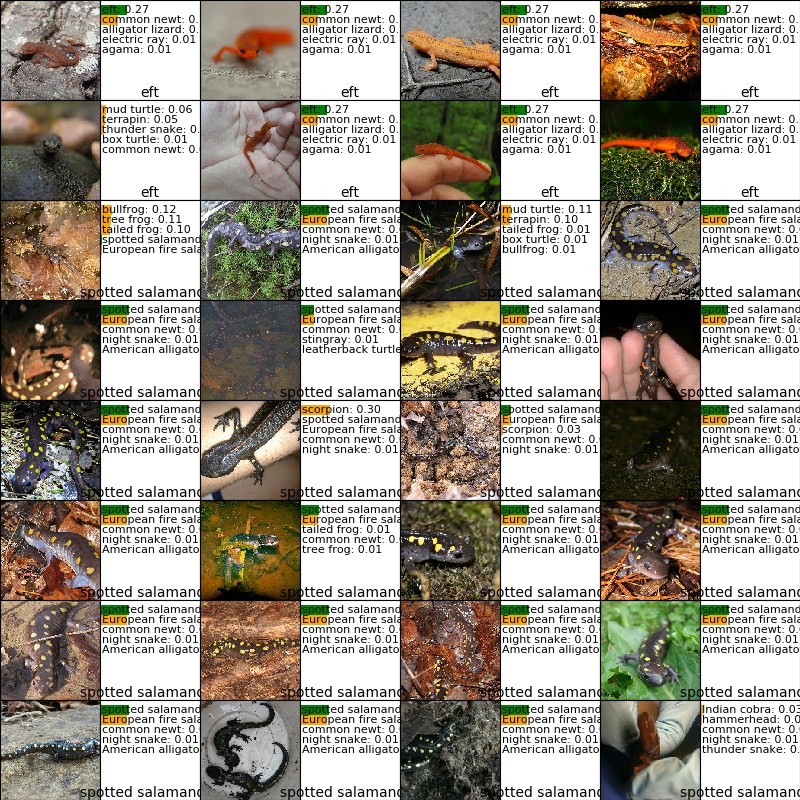 eft: 0.27
common newt: 0.
alligator lizard: 0.
electric ray: 0.01
agama: 0.01
eft
eft: 0.27
common newt: 0.
alligator lizard: 0.
electric ray: 0.01
agama: 0.01
eft
eft: 0.27
common newt: 0.
alligator lizard: 0.
electric ray: 0.01
agama: 0.01
eft
eft: 0.27
common newt: 0.
alligator lizard: 0.
electric ray: 0.01
agama: 0.01
eft
mud turtle: 0.06
terrapin: 0.05
thunder snake: 0.
box turtle: 0.01
common newt: 0.
eft
eft: 0.27
common newt: 0.
alligator lizard: 0.
electric ray: 0.01
agama: 0.01
eft
eft: 0.27
common newt: 0.
alligator lizard: 0.
electric ray: 0.01
agama: 0.01
eft
eft: 0.27
common newt: 0.
alligator lizard: 0.
electric ray: 0.01
agama: 0.01
eft
bullfrog: 0.12
tree frog: 0.11
tailed frog: 0.10
spotted salamand
European fire sala
spotted salamand
spotted salamand
European fire sala
common newt: 0.
night snake: 0.01
American alligato
spotted salamand
mud turtle: 0.11
terrapin: 0.10
tailed frog: 0.01
box turtle: 0.01
bullfrog: 0.01
spotted salamand
spotted salamand
European fire sala
common newt: 0.
night snake: 0.01
American alligato
spotted salamand
spotted salamand
European fire sala
common newt: 0.
night snake: 0.01
American alligato
spotted salamand
spotted salamand
European fire sala
common newt: 0.
stingray: 0.01
leatherback turtle
spotted salamand
spotted salamand
European fire sala
common newt: 0.
night snake: 0.01
American alligato
spotted salamand
spotted salamand
European fire sala
common newt: 0.
night snake: 0.01
American alligato
spotted salamand
spotted salamand
European fire sala
common newt: 0.
night snake: 0.01
American alligato
spotted salamand
scorpion: 0.30
spotted salamand
European fire sala
common newt: 0.
night snake: 0.01
spotted salamand
spotted salamand
European fire sala
scorpion: 0.03
common newt: 0.
night snake: 0.01
spotted salamand
spotted salamand
European fire sala
common newt: 0.
night snake: 0.01
American alligato
spotted salamand
spotted salamand
European fire sala
common newt: 0.
night snake: 0.01
American alligato
spotted salamand
spotted salamand
European fire sala
tailed frog: 0.01
common newt: 0.
tree frog: 0.01
spotted salamand
spotted salamand
European fire sala
common newt: 0.
night snake: 0.01
American alligato
spotted salamand
spotted salamand
European fire sala
common newt: 0.
night snake: 0.01
American alligato
spotted salamand
spotted salamand
European fire sala
common newt: 0.
night snake: 0.01
American alligato
spotted salamand
spotted salamand
European fire sala
common newt: 0.
night snake: 0.01
American alligato
spotted salamand
spotted salamand
European fire sala
common newt: 0.
night snake: 0.01
American alligato
spotted salamand
spotted salamand
European fire sala
common newt: 0.
night snake: 0.01
American alligato
spotted salamand
spotted salamand
European fire sala
common newt: 0.
night snake: 0.01
American alligato
spotted salamand
spotted salamand
European fire sala
common newt: 0.
night snake: 0.01
American alligato
spotted salamand
spotted salamand
European fire sala
common newt: 0.
night snake: 0.01
American alligato
spotted salamand
Indian cobra: 0.03
hammerhead: 0.0
common newt: 0.
night snake: 0.01
thunder snake: 0.
spotted salamand